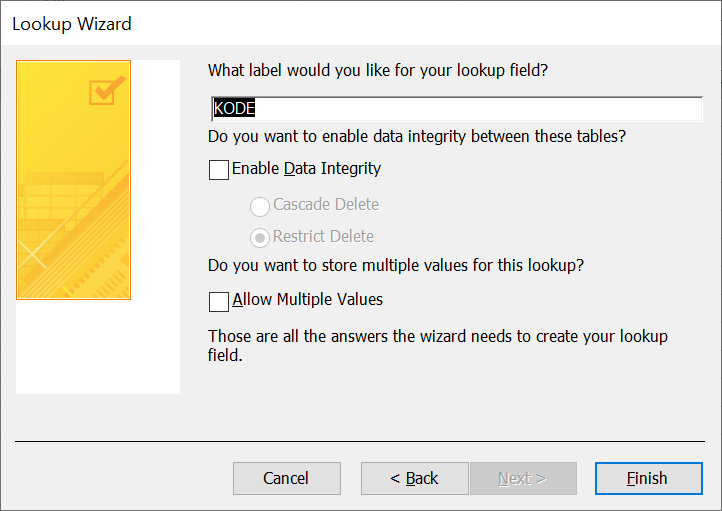 Lookup Wizard
What label would you like for your lookup field?
KODE
Do you want to enable data integrity between these tables?
Enable Data Integrity
Cascade Delete
Restrict Delete
Do you want to store multiple values for this lookup?
Allow Multiple Values
Those are all the answers the wizard needs to create your lookup
field.
Cancel
< Back
Next >
Finish